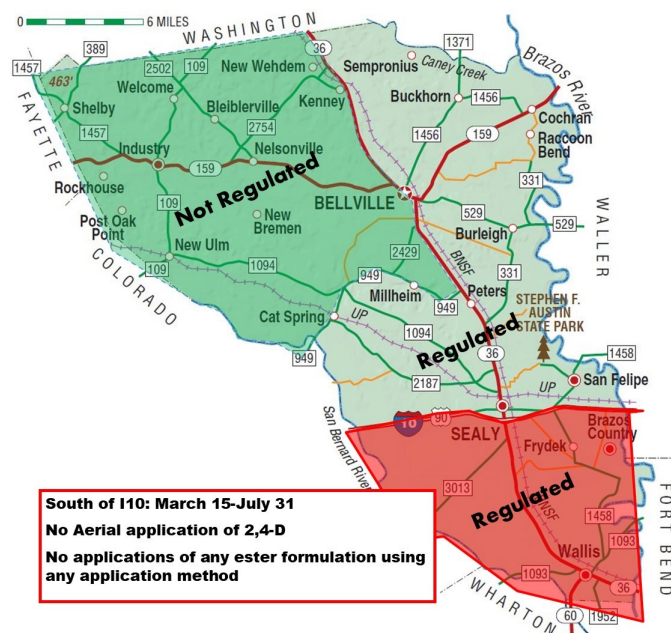 0 6 MILES
WASHINGTON
1457
389
463'
FAYETTE
Shelby
1457
2502
109
Welcome
New Wehdem
36
Kenney
Bleiblerville
2754
Industry
159
Nelsonville
Rockhouse
Post Oak
Point
109
New Ulm
109
1094
New
Bremen
Not Regulated
COLORADO
Sempronius
Caney Creek
1371
Brazos River
Buckhorn
1456
1456
159
Cochran
Raccoon
Bend
331
BELLVILLE
529
529
Burleigh
WALLER
2429
BNSF
331
949
Millheim
949
Peters
STEPHEN F.
AUSTIN
STATE PARK
Cat Spring
UP
1094
Regulated
36
949
2187
UP
1458
San Felipe
San Bernard River
10
90
SEALY
Brazos
Country
Frydek
3013
Regulated
BNSF
1458
1093
Wallis
1093
36
60
1952
WHARTON
FORT BEND
South of I10: March 15-July 31
No Aerial application of 2,4-D
No applications of any ester formulation using
any application method